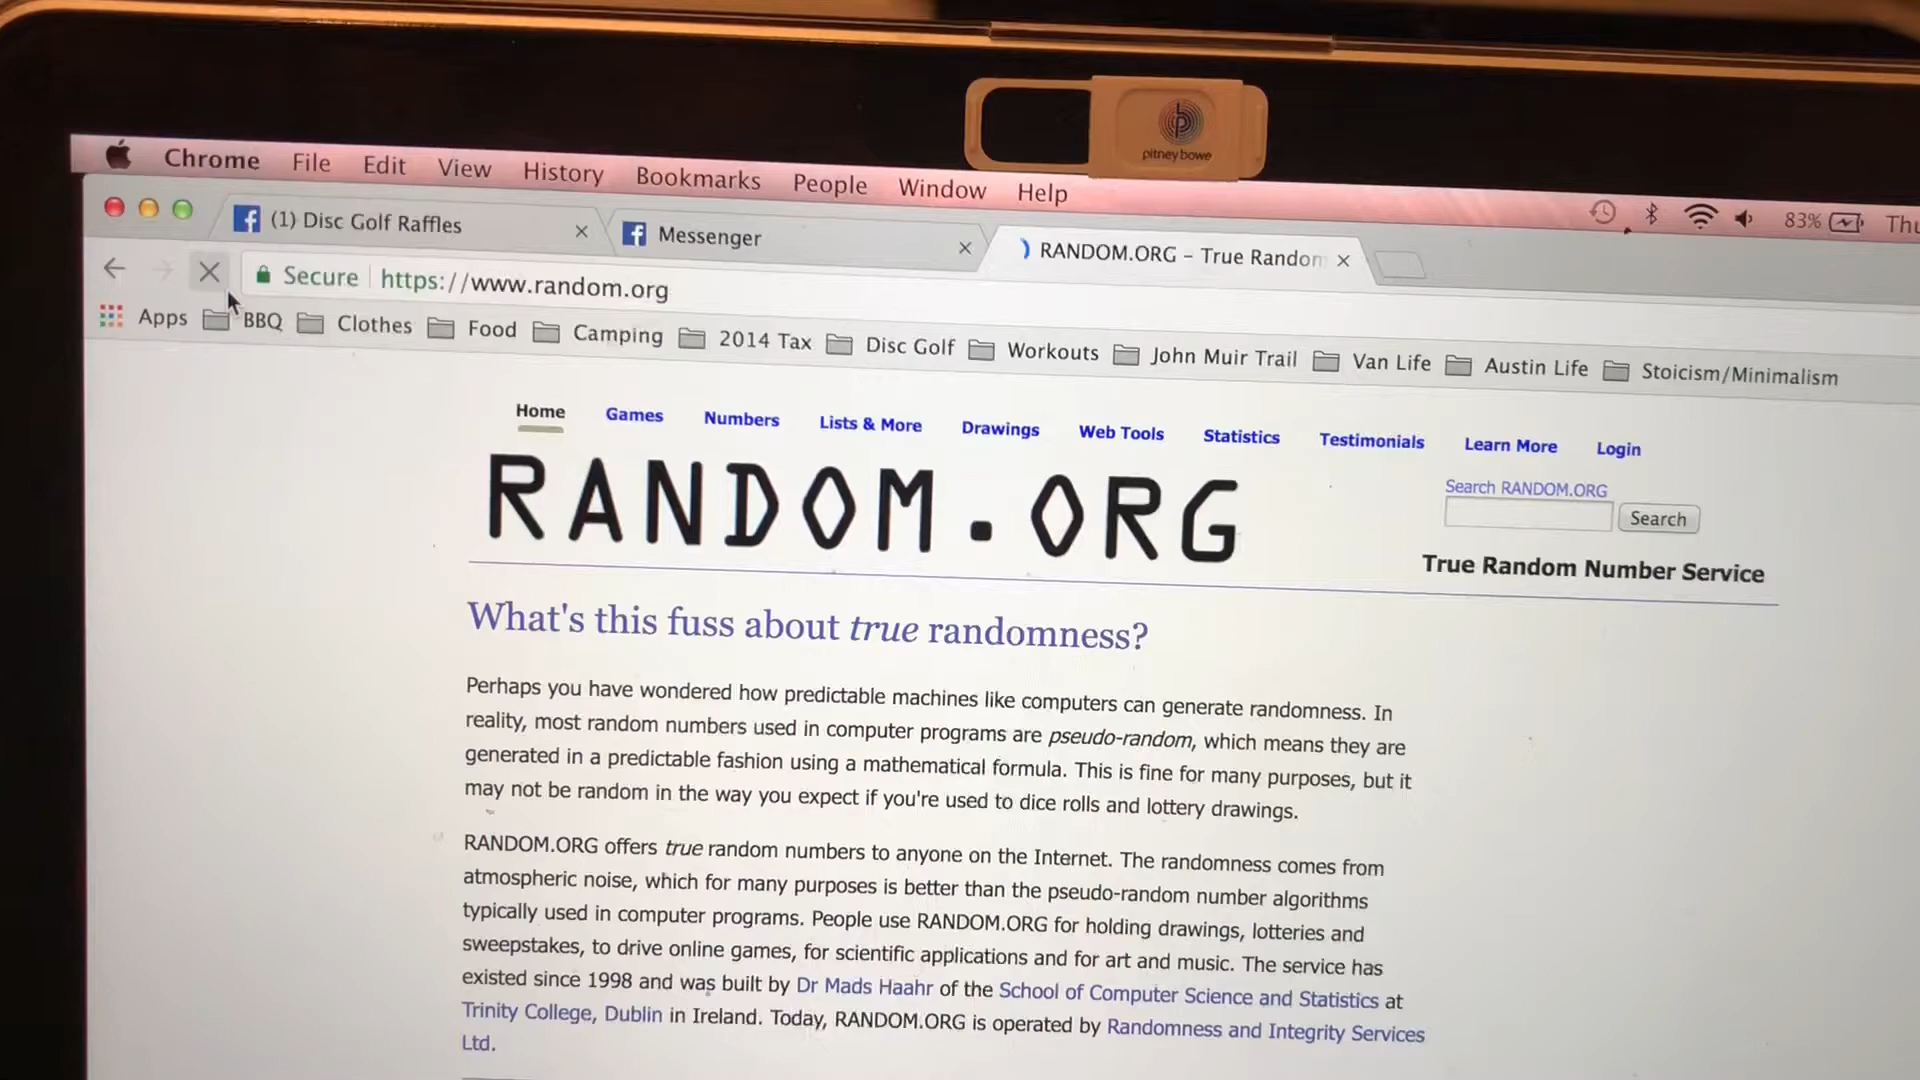 pitneybowe
Chrome File Edit View History Bookmarks People Window Help
83% Thu
(1) Disc Golf Raffles
Messenger
RANDOM.ORG – True Random
Secure https://www.random.org
Apps BBQ Clothes Food Camping 2014 Tax Disc Golf Workouts John Muir Trail Van Life Austin Life Stoicism/Minimalism
Home Games Numbers Lists & More Drawings Web Tools Statistics Testimonials Learn More Login
RANDOM.ORG
Search RANDOM.ORG
Search
True Random Number Service
What's this fuss about true randomness?
Perhaps you have wondered how predictable machines like computers can generate randomness. In
reality, most random numbers used in computer programs are pseudo-random, which means they are
generated in a predictable fashion using a mathematical formula. This is fine for many purposes, but it
may not be random in the way you expect if you're used to dice rolls and lottery drawings.
RANDOM.ORG offers true random numbers to anyone on the Internet. The randomness comes from
atmospheric noise, which for many purposes is better than the pseudo-random number algorithms
typically used in computer programs. People use RANDOM.ORG for holding drawings, lotteries and
sweepstakes, to drive online games, for scientific applications and for art and music. The service has
existed since 1998 and was built by Dr Mads Haahr of the School of Computer Science and Statistics at
Trinity College, Dublin in Ireland. Today, RANDOM.ORG is operated by Randomness and Integrity Services
Ltd.